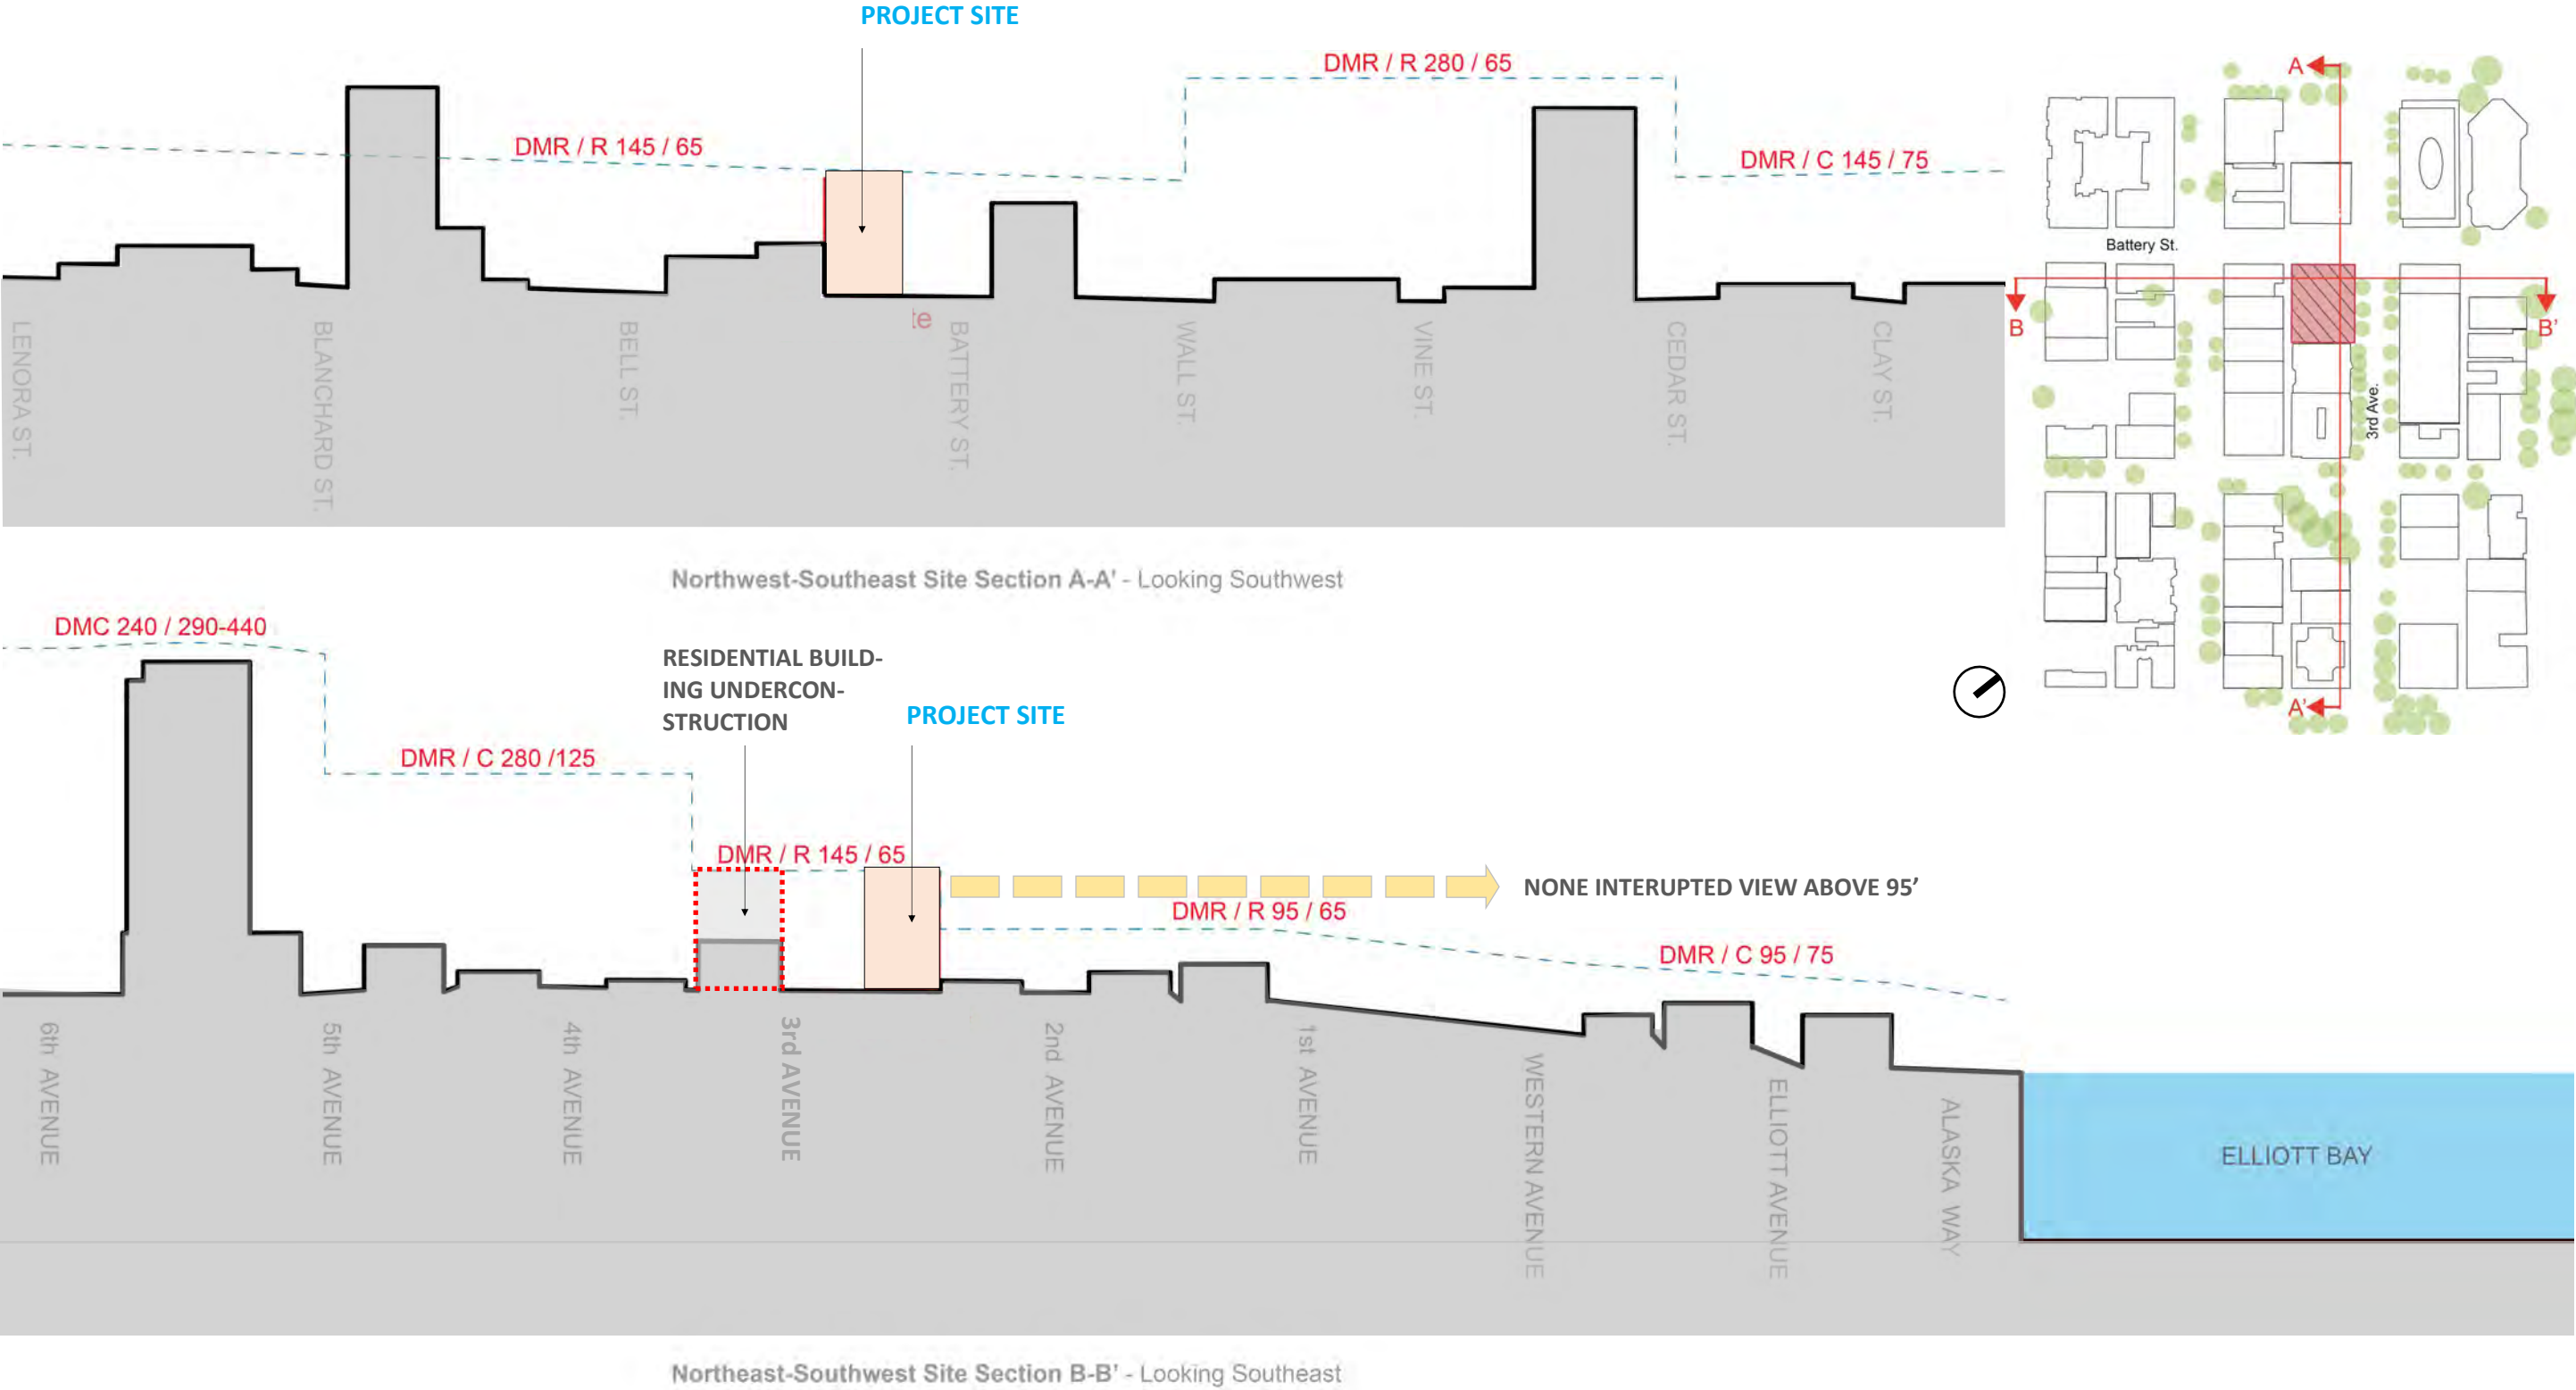 PROJECT SITE
DMR / R 280 / 65
DMR / R 145 / 65
DMR / C 145 / 75
te
LENORA ST.
BLANCHARD ST.
BELL ST.
BATTERY ST.
WALL ST.
VINE ST.
CEDAR ST.
CLAY ST.
Northwest-Southeast Site Section A-A' - Looking Southwest
A
Battery St.
B
B'
3rd Ave.
A'
DMC 240 / 290-440
RESIDENTIAL BUILD-
ING UNDERCON-
STRUCTION
PROJECT SITE
DMR / C 280 /125
DMR / R 145 / 65
NONE INTERUPTED VIEW ABOVE 95’
DMR / R 95 / 65
DMR / C 95 / 75
6th AVENUE
5th AVENUE
4th AVENUE
3rd AVENUE
2nd AVENUE
1st AVENUE
WESTERN AVENUE
ELLIOTT AVENUE
ALASKA WAY
ELLIOTT BAY
Northeast-Southwest Site Section B-B' - Looking Southeast